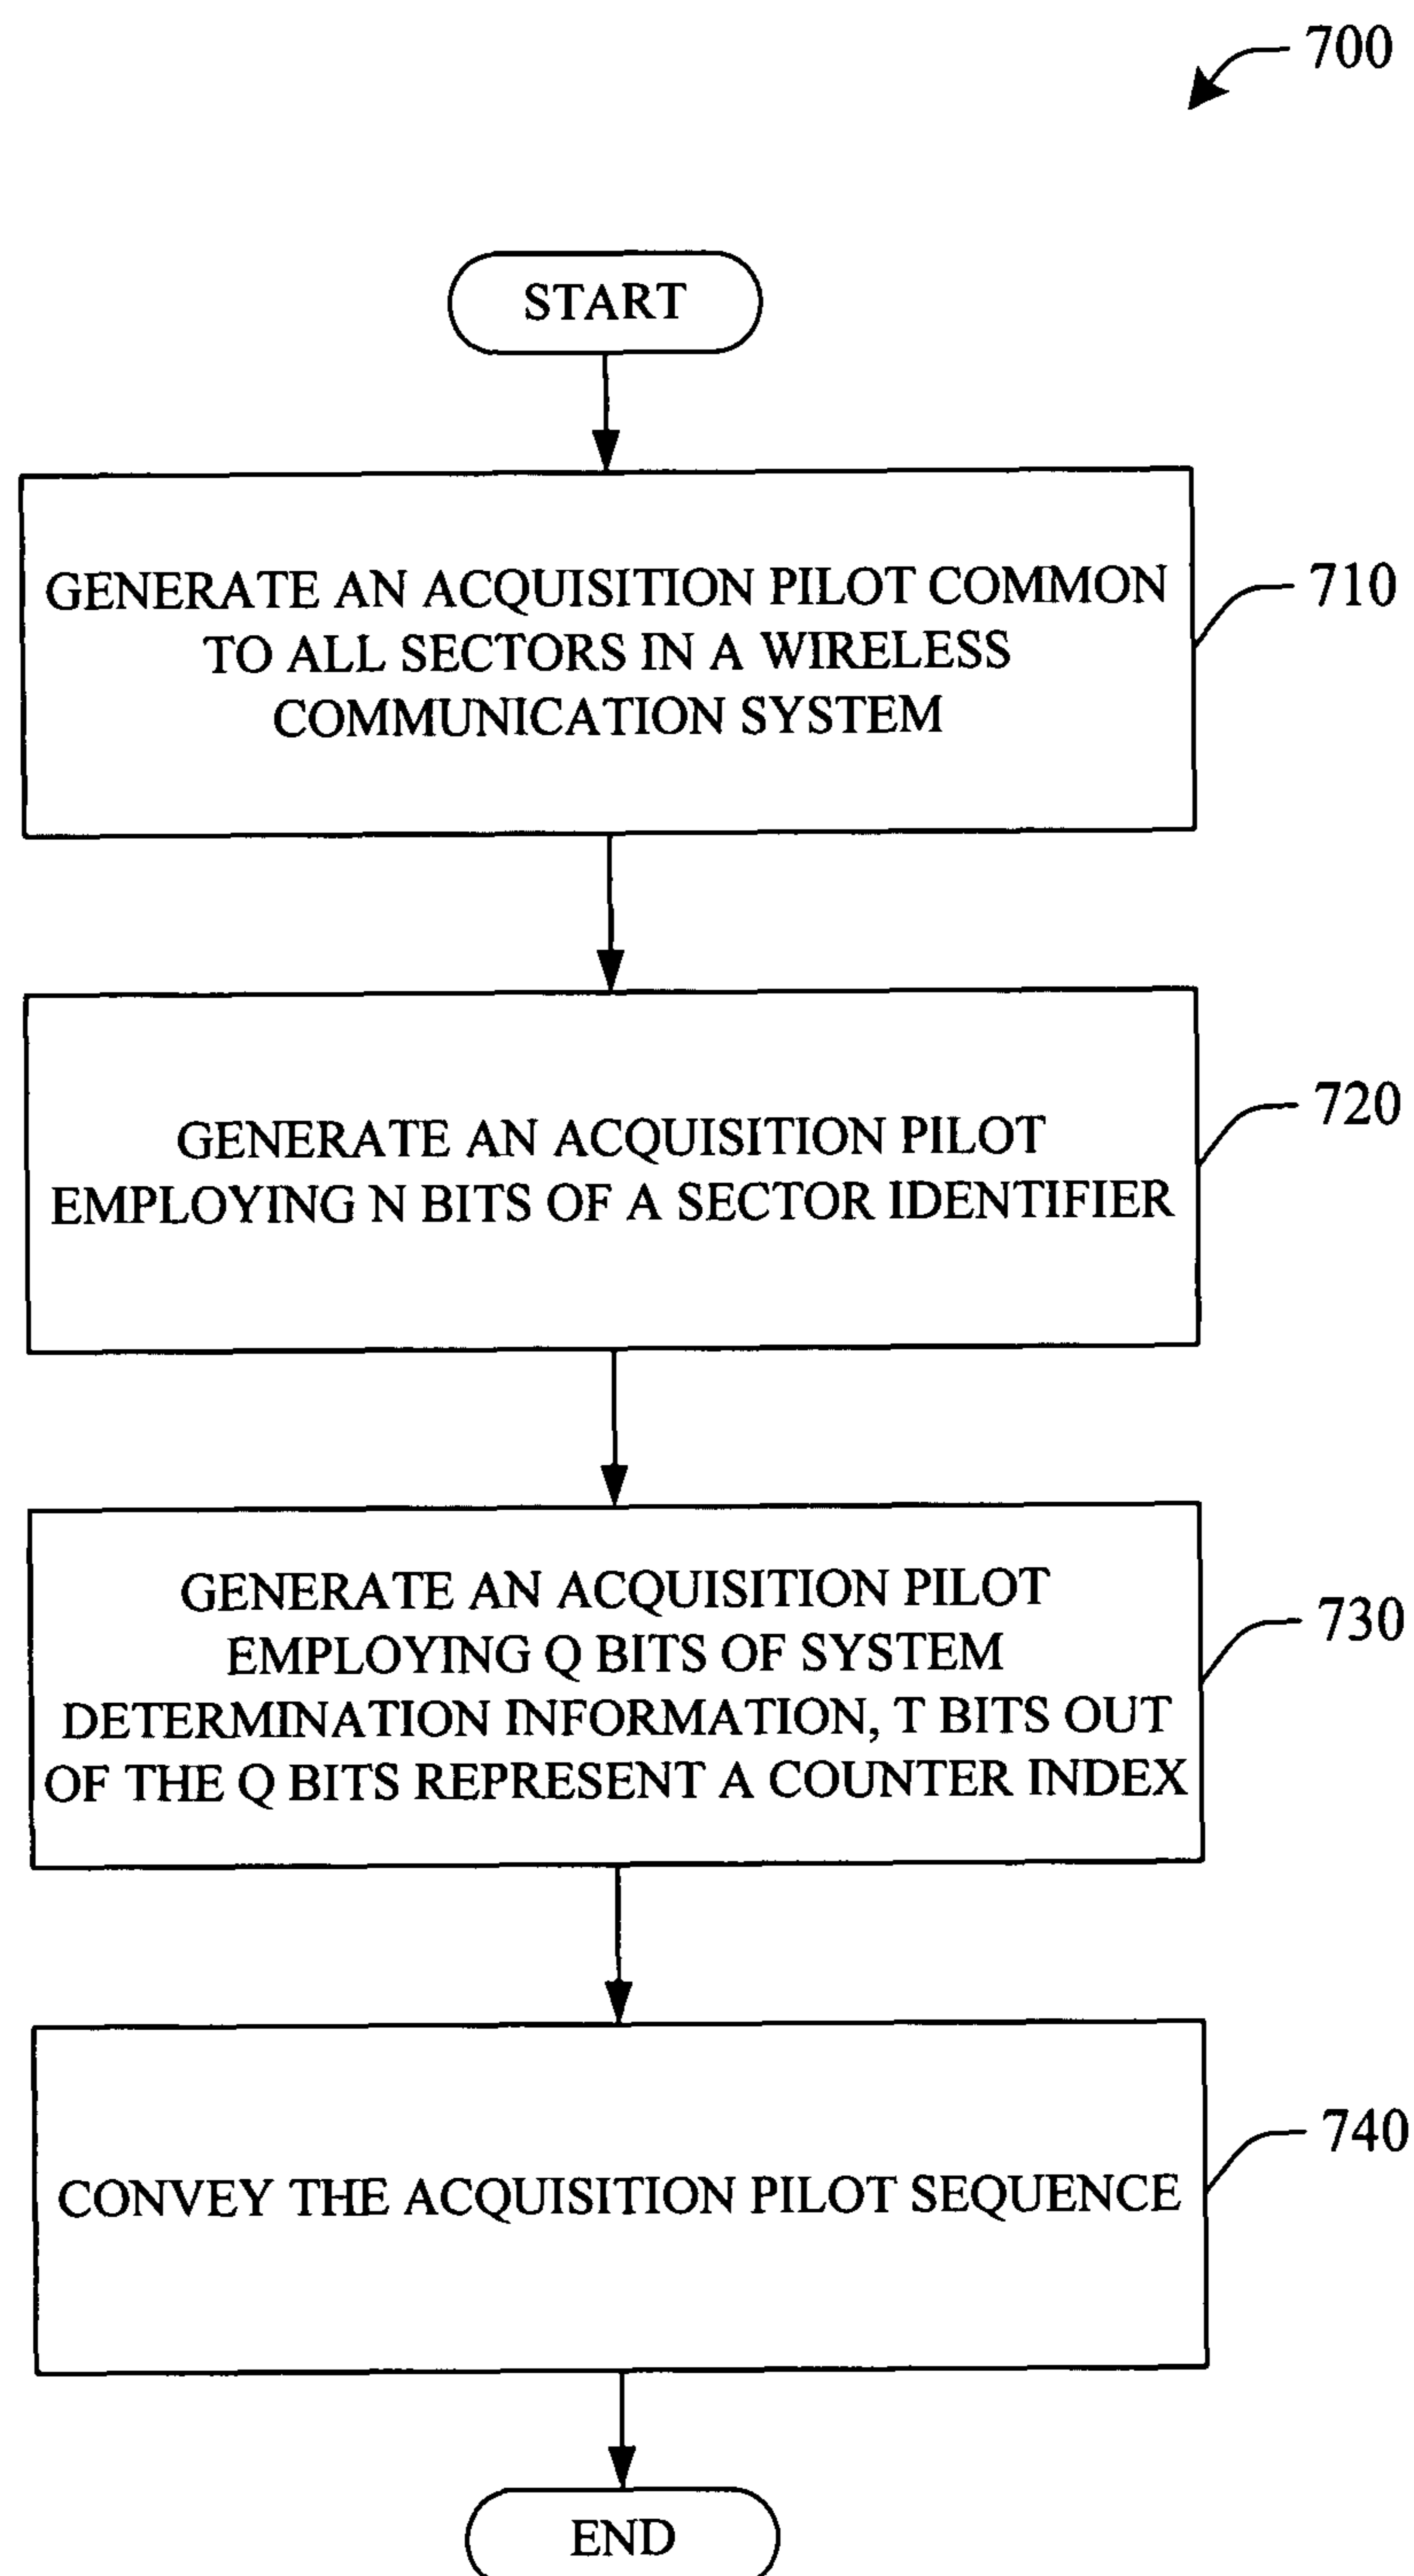 700
START
GENERATE AN ACQUISITION PILOT COMMON
TO ALL SECTORS IN A WIRELESS
COMMUNICATION SYSTEM
710
GENERATE AN ACQUISITION PILOT
EMPLOYING N BITS OF A SECTOR IDENTIFIER
720
GENERATE AN ACQUISITION PILOT
EMPLOYING Q BITS OF SYSTEM
DETERMINATION INFORMATION, T BITS OUT
OF THE Q BITS REPRESENT A COUNTER INDEX
730
CONVEY THE ACQUISITION PILOT SEQUENCE
740
END